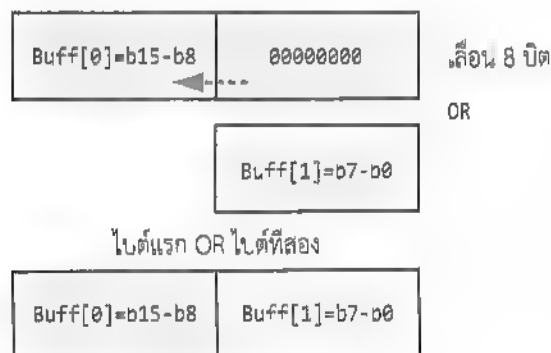 Buff[0]=b15-b8 00000000 เลื่อน 8 บิต
OR
Buff[1]=b7-b0
ไบต์แรก OR ไบต์ที่สอง
Buff[0]=b15-b8 Buff[1]=b7-b0